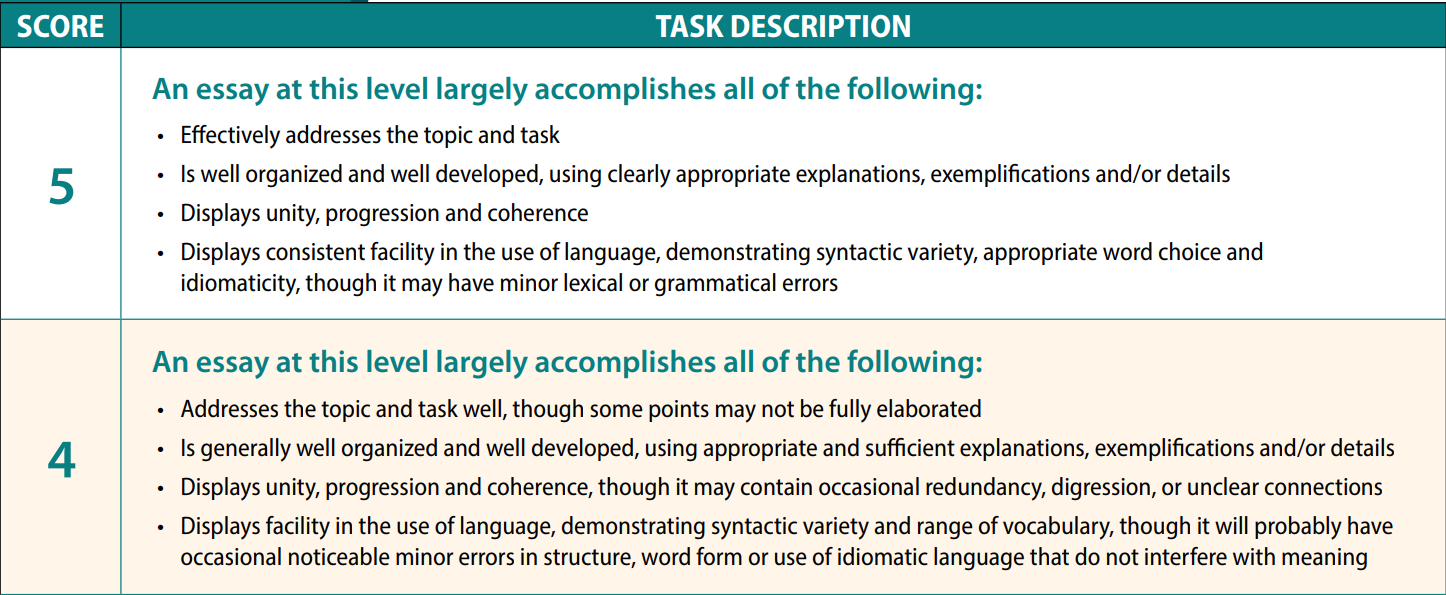 SCORE TASK DESCRIPTION
An essay at this level largely accomplishes all of the following:
• Effectively addresses the topic and task
• Is well organized and well developed, using clearly appropriate explanations, exemplifications and/or details
5
• Displays unity, progression and coherence
• Displays consistent facility in the use of language, demonstrating syntactic variety, appropriate word choice and
idiomaticity, though it may have minor lexical or grammatical errors
An essay at this level largely accomplishes all of the following:
• Addresses the topic and task well, though some points may not be fully elaborated
• Is generally well organized and well developed, using appropriate and sufficient explanations, exemplifications and/or details
4
• Displays unity, progression and coherence, though it may contain occasional redundancy, digression, or unclear connections
• Displays facility in the use of language, demonstrating syntactic variety and range of vocabulary, though it will probably have
occasional noticeable minor errors in structure, word form or use of idiomatic language that do not interfere with meaning